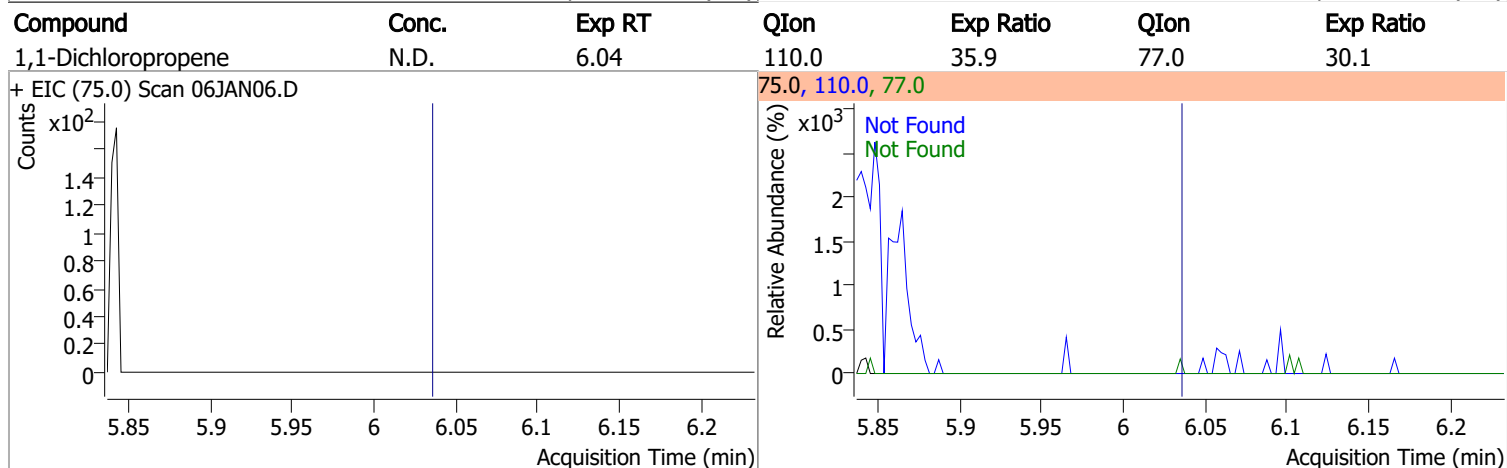 Compound Conc. Exp RT QIon Exp Ratio QIon Exp Ratio
1,1-Dichloropropene N.D. 6.04 110.0 35.9 77.0 30.1
+ EIC (75.0) Scan 06JAN06.D
Counts
x10²
1.4
1.2
1
0.8
0.6
0.4
0.2
0
5.85 5.9 5.95 6 6.05 6.1 6.15 6.2
Acquisition Time (min)
75.0, 110.0, 77.0
Relative Abundance (%)
x10³
Not Found
Not Found
2
1.5
1
0.5
0
5.85 5.9 5.95 6 6.05 6.1 6.15 6.2
Acquisition Time (min)